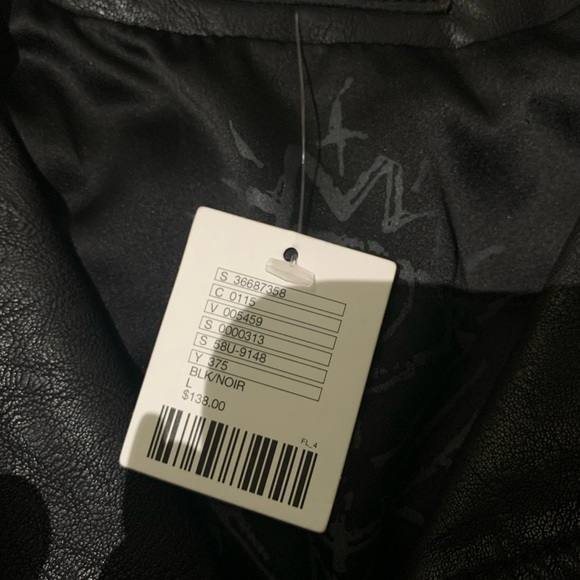 S 36687358
C 0115
V 005459
S 0000313
S 58U-9148
Y 375
BLK/NOIR
L
$138.00
FL_4